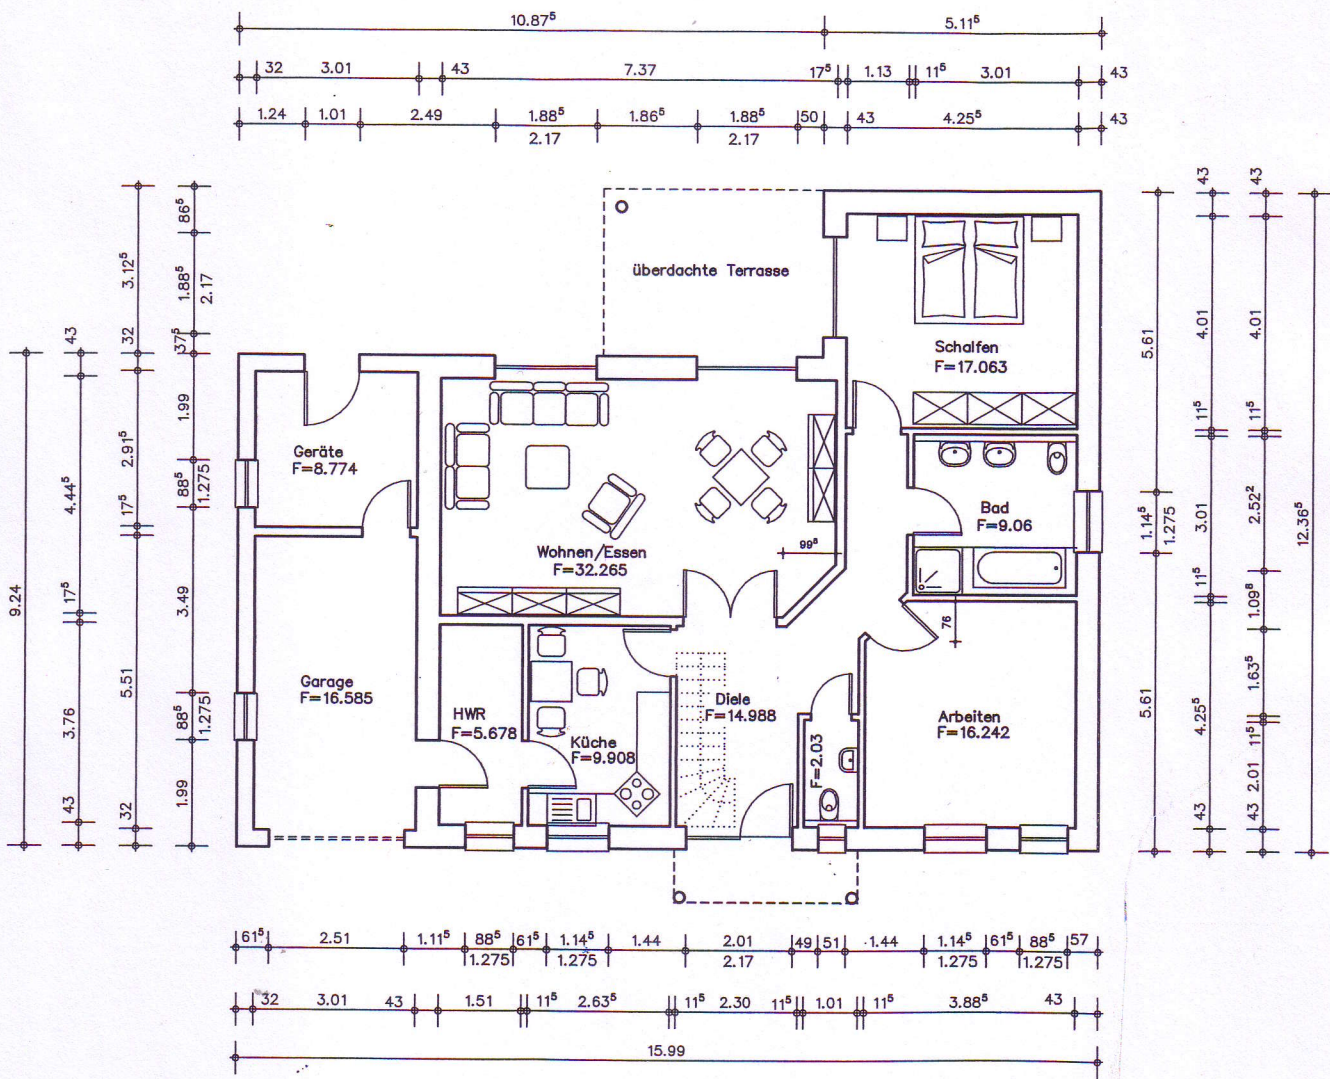 10.87⁵ 5.11⁵
32 3.01 43 7.37 17⁵ 1.13 11⁵ 3.01 43
1.24 1.01 2.49 1.88⁵ 1.86⁵ 1.88⁵ 50 43 4.25⁵ 43
2.17 2.17
9.24
43 4.44⁵ 17⁵ 3.76 43
3.12⁵ 32 2.91⁵ 17⁵ 5.51 32
86⁵ 1.88⁵ 37⁵ 1.99 88⁵ 3.49 88⁵ 1.99
2.17 1.275 1.275
überdachte Terrasse
Schalfen
F=17.063
Geräte
F=8.774
Wohnen/Essen
F=32.265
99⁸
Bad
F=9.06
76
Garage
F=16.585
HWR
F=5.678
Küche
F=9.908
Diele
F=14.988
F=2.03
Arbeiten
F=16.242
5.61 1.14⁵ 5.61
1.275
43 4.01 11⁵ 3.01 11⁵ 4.25⁵ 43
43 4.01 11⁵ 2.52² 1.09⁸ 1.63⁵ 11⁵ 2.01 43
12.36⁵
61⁵ 2.51 1.11⁵ 88⁵ 61⁵ 1.14⁵ 1.44 2.01 49 51 1.44 1.14⁵ 61⁵ 88⁵ 57
1.275 1.275 2.17 1.275 1.275
32 3.01 43 1.51 11⁵ 2.63⁵ 11⁵ 2.30 11⁵ 1.01 11⁵ 3.88⁵ 43
15.99